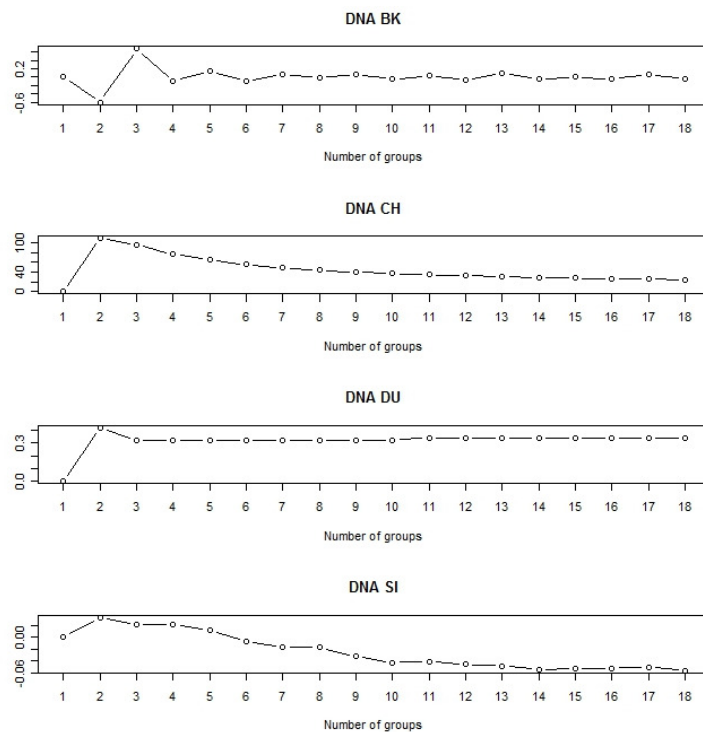 DNA BK
0.2
-0.6
1 2 3 4 5 6 7 8 9 10 11 12 13 14 15 16 17 18
Number of groups
DNA CH
100
40
0
1 2 3 4 5 6 7 8 9 10 11 12 13 14 15 16 17 18
Number of groups
DNA DU
0.3
0.0
1 2 3 4 5 6 7 8 9 10 11 12 13 14 15 16 17 18
Number of groups
DNA SI
0.00
-0.06
1 2 3 4 5 6 7 8 9 10 11 12 13 14 15 16 17 18
Number of groups